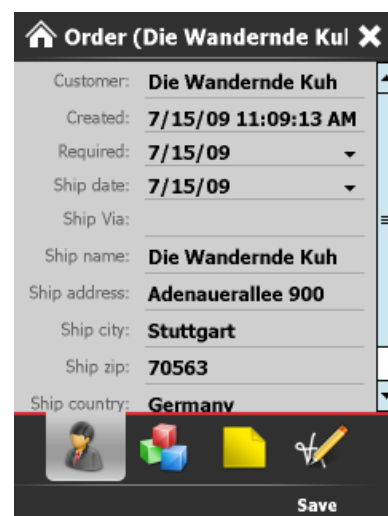 Order (Die Wandernde Kul
Customer: Die Wandernde Kuh
Created: 7/15/09 11:09:13 AM
Required: 7/15/09
Ship date: 7/15/09
Ship Via:
Ship name: Die Wandernde Kuh
Ship address: Adenauerallee 900
Ship city: Stuttgart
Ship zip: 70563
Ship country: Germany
Save